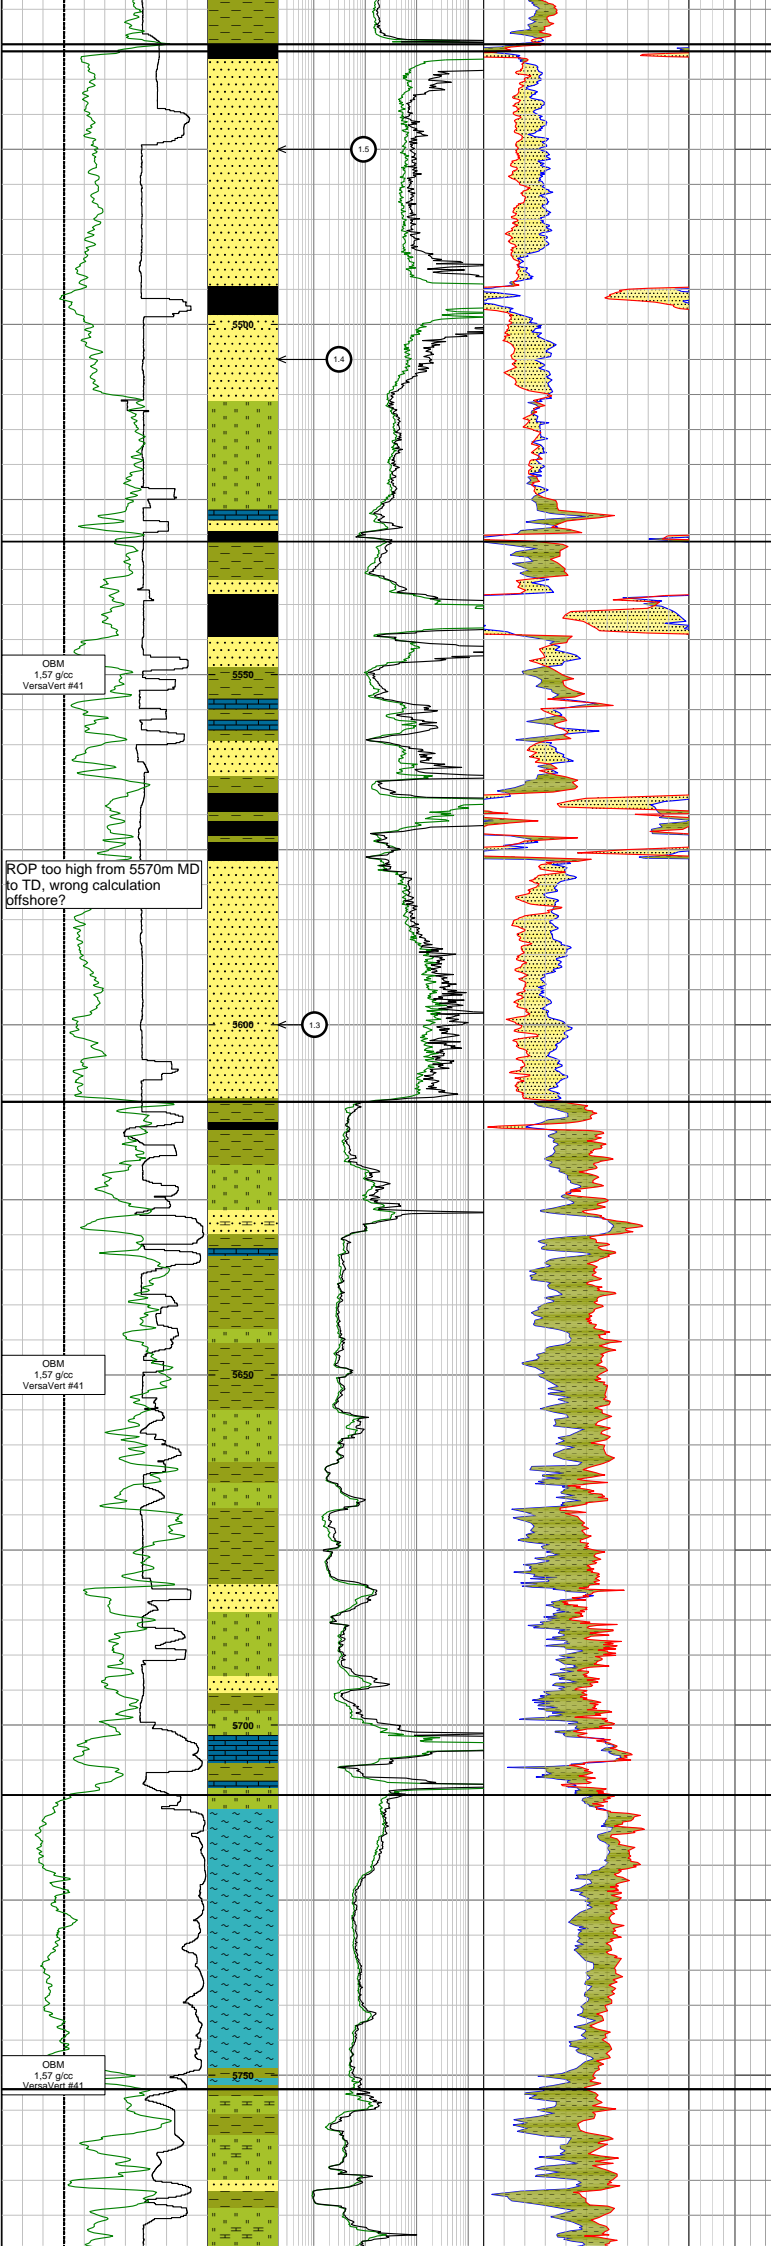 1.5
5500
1.4
OBM
1,57 g/cc
VersaVert #41
5550
ROP too high from 5570m MD
to TD, wrong calculation
offshore?
5600
1.3
OBM
1,57 g/cc
VersaVert #41
5650
5700
OBM
1,57 g/cc
VersaVert #41
5750